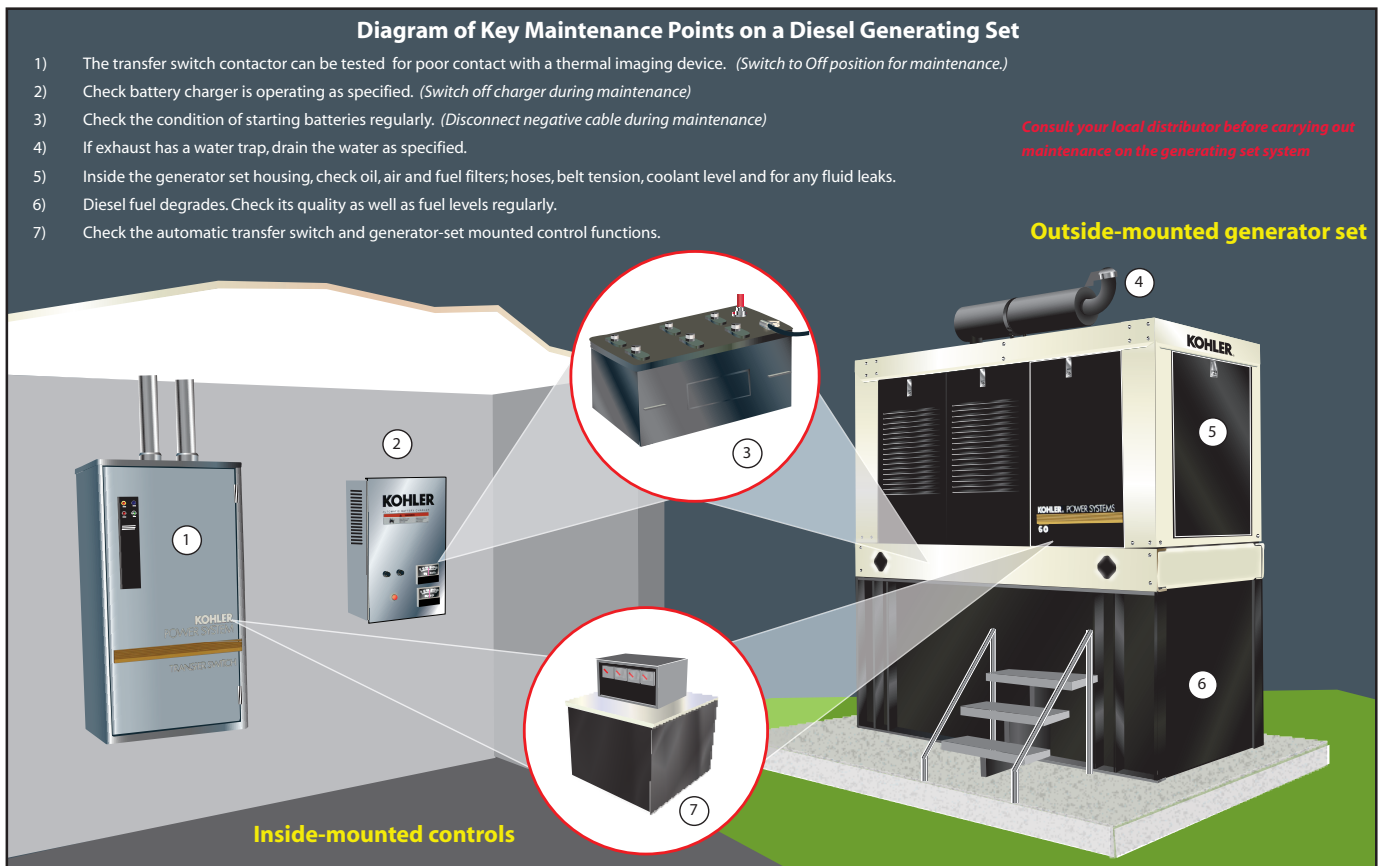 Diagram of Key Maintenance Points on a Diesel Generating Set
1) The transfer switch contactor can be tested for poor contact with a thermal imaging device. (Switch to Off position for maintenance.)
2) Check battery charger is operating as specified. (Switch off charger during maintenance)
3) Check the condition of starting batteries regularly. (Disconnect negative cable during maintenance)
4) If exhaust has a water trap, drain the water as specified.
5) Inside the generator set housing, check oil, air and fuel filters; hoses, belt tension, coolant level and for any fluid leaks.
6) Diesel fuel degrades. Check its quality as well as fuel levels regularly.
7) Check the automatic transfer switch and generator-set mounted control functions.
Consult your local distributor before carrying out
maintenance on the generating set system
Outside-mounted generator set
4
KOHLER
5
3
2
KOHLER
AUTOMATIC BATTERY CHARGER
KOHLER. POWER SYSTEMS
60
1
KOHLER
POWER SYSTEMS
6
7
Inside-mounted controls